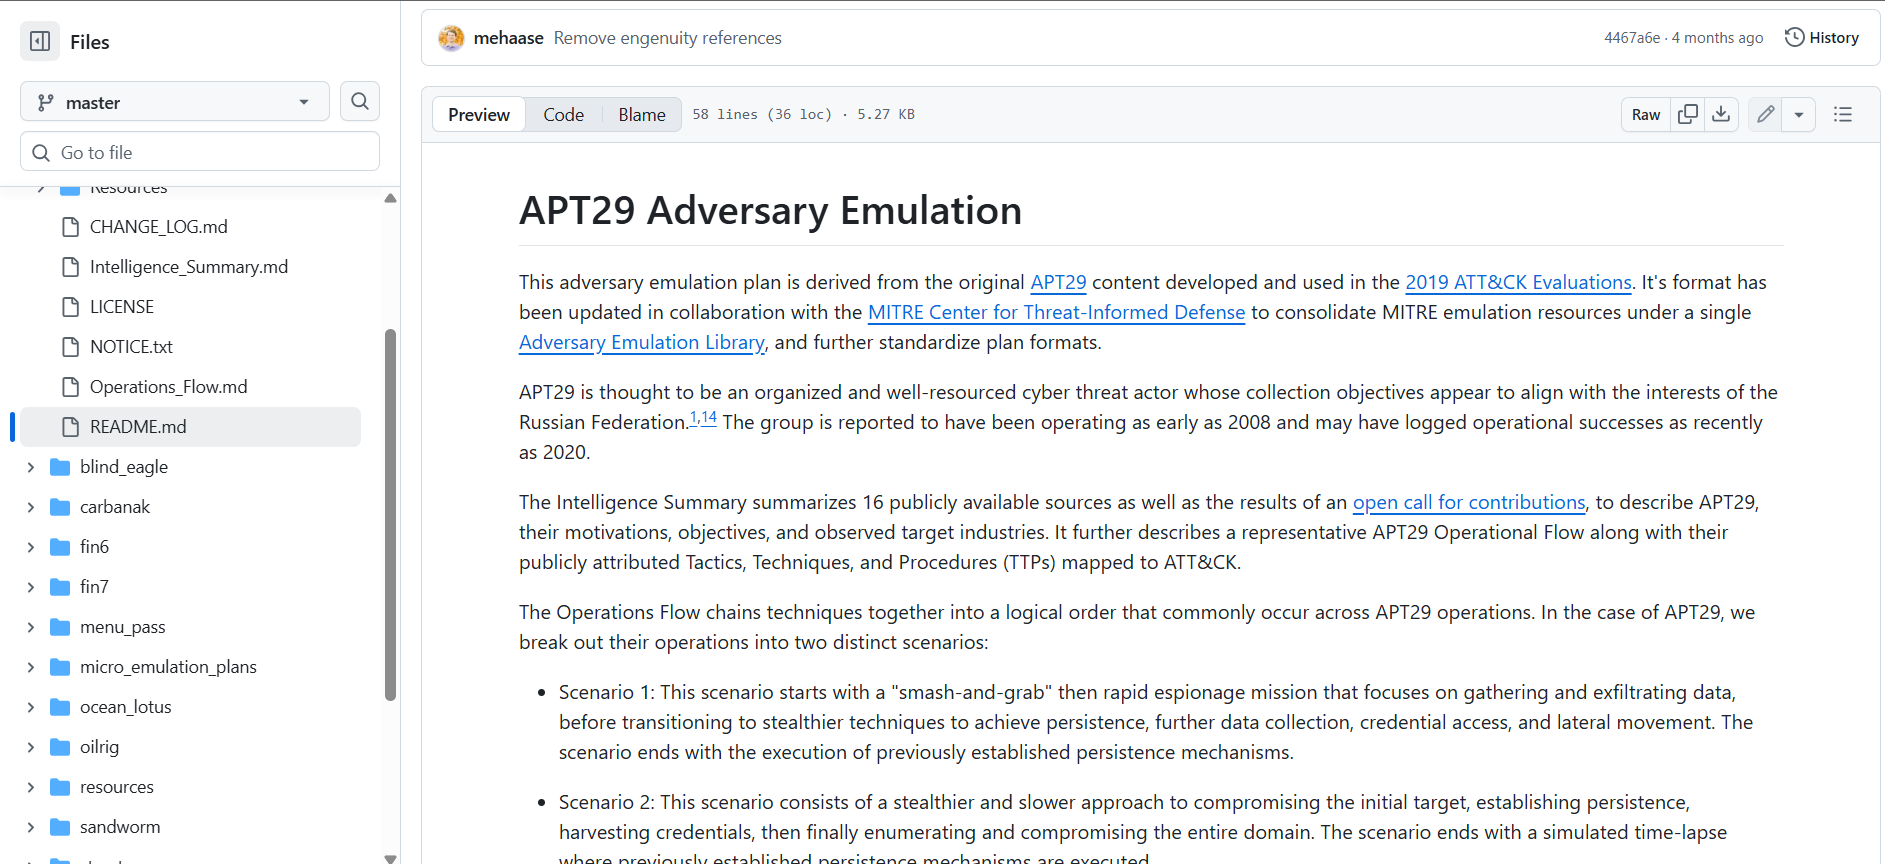 Files
master
Go to file
Resources
CHANGE_LOG.md
Intelligence_Summary.md
LICENSE
NOTICE.txt
Operations_Flow.md
README.md
blind_eagle
carbanak
fin6
fin7
menu_pass
micro_emulation_plans
ocean_lotus
oilrig
resources
sandworm
mehaase Remove engenuity references 4467a6e · 4 months ago History
Preview Code Blame 58 lines (36 loc) · 5.27 KB Raw
APT29 Adversary Emulation
This adversary emulation plan is derived from the original APT29 content developed and used in the 2019 ATT&CK Evaluations. It's format has
been updated in collaboration with the MITRE Center for Threat-Informed Defense to consolidate MITRE emulation resources under a single
Adversary Emulation Library, and further standardize plan formats.
APT29 is thought to be an organized and well-resourced cyber threat actor whose collection objectives appear to align with the interests of the
Russian Federation.1,14 The group is reported to have been operating as early as 2008 and may have logged operational successes as recently
as 2020.
The Intelligence Summary summarizes 16 publicly available sources as well as the results of an open call for contributions, to describe APT29,
their motivations, objectives, and observed target industries. It further describes a representative APT29 Operational Flow along with their
publicly attributed Tactics, Techniques, and Procedures (TTPs) mapped to ATT&CK.
The Operations Flow chains techniques together into a logical order that commonly occur across APT29 operations. In the case of APT29, we
break out their operations into two distinct scenarios:
• Scenario 1: This scenario starts with a "smash-and-grab" then rapid espionage mission that focuses on gathering and exfiltrating data,
before transitioning to stealthier techniques to achieve persistence, further data collection, credential access, and lateral movement. The
scenario ends with the execution of previously established persistence mechanisms.
• Scenario 2: This scenario consists of a stealthier and slower approach to compromising the initial target, establishing persistence,
harvesting credentials, then finally enumerating and compromising the entire domain. The scenario ends with a simulated time-lapse
where previously established persistence mechanisms are executed.